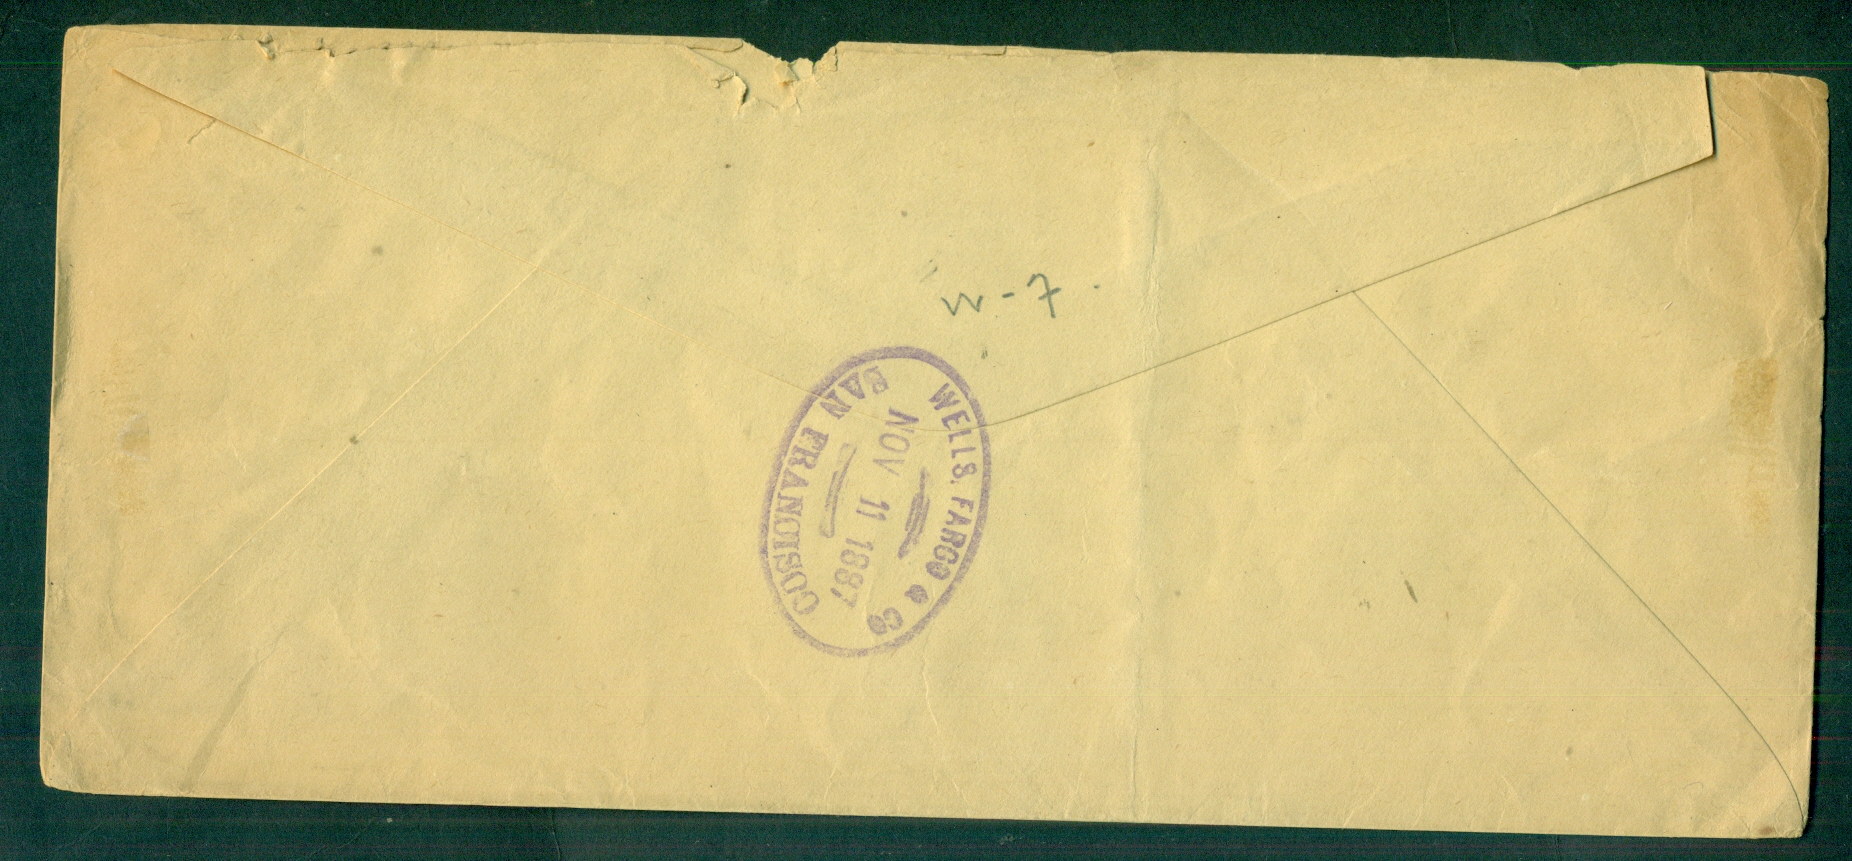 W-7.
WELLS, FARGO & CO
NOV 11 1887
SAN FRANCISCO